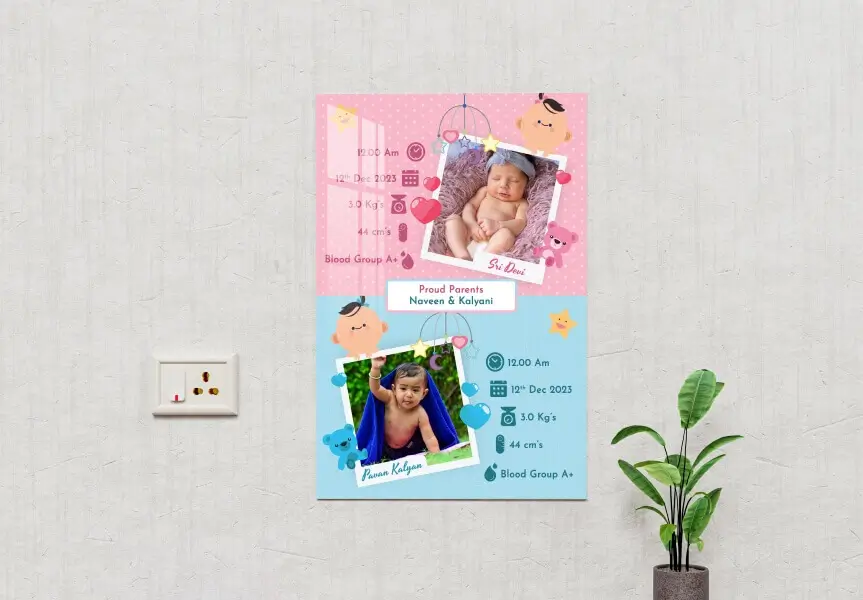 12.00 Am
12th Dec 2023
3.0 Kg's
44 cm's
Blood Group A+
Sri Devi
Proud Parents
Naveen & Kalyani
12.00 Am
12th Dec 2023
3.0 Kg's
44 cm's
Blood Group A+
Pavan Kalyan